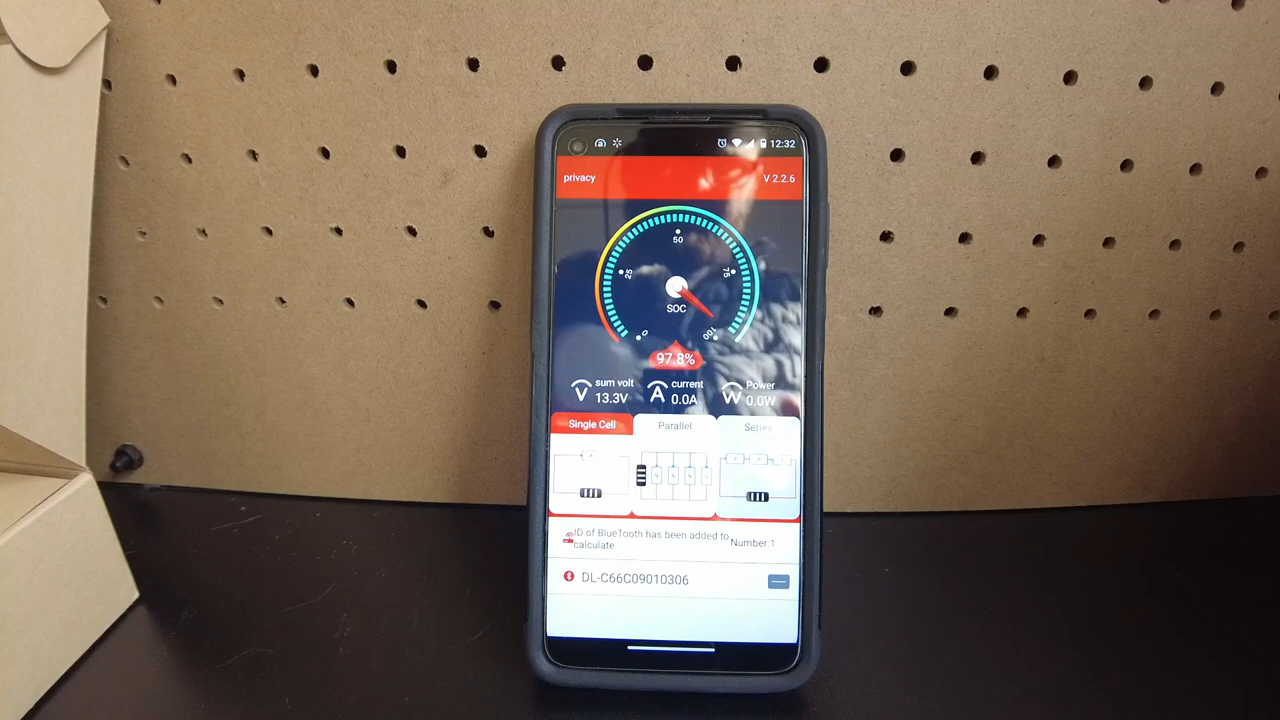 12:32
privacy V 2.2.6
50
25 75
SOC
0 100
97.8%
sum volt current Power
V 13.3V A 0.0A W 0.0W
Single Cell Parallel Series
ID of BlueTooth has been added to
calculate Number:1
DL-C66C09010306